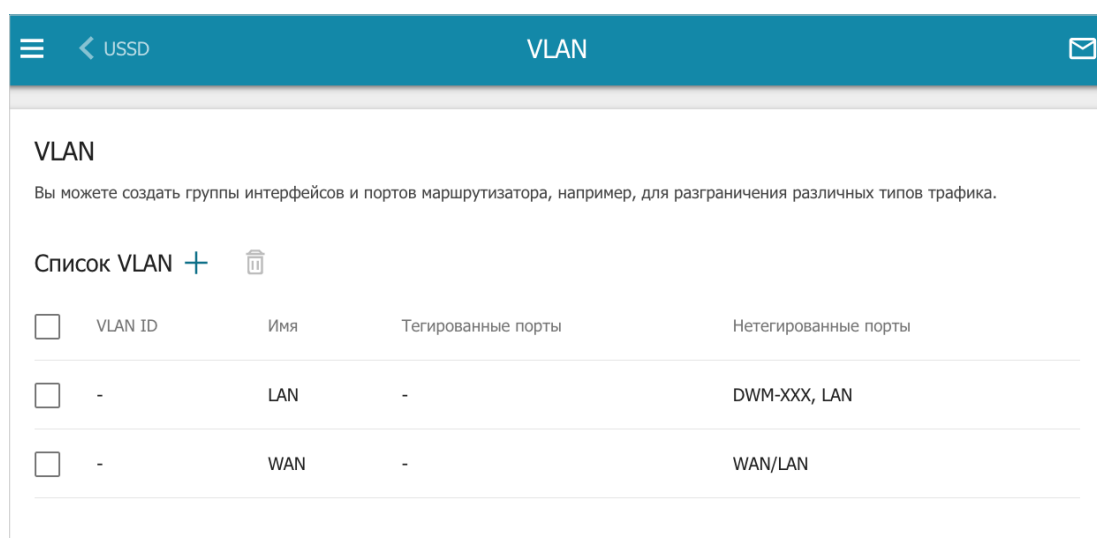 USSD VLAN
VLAN
Вы можете создать группы интерфейсов и портов маршрутизатора, например, для разграничения различных типов трафика.
Список VLAN
VLAN ID Имя Тегированные порты Нетегированные порты
- LAN - DWM-XXX, LAN
- WAN - WAN/LAN